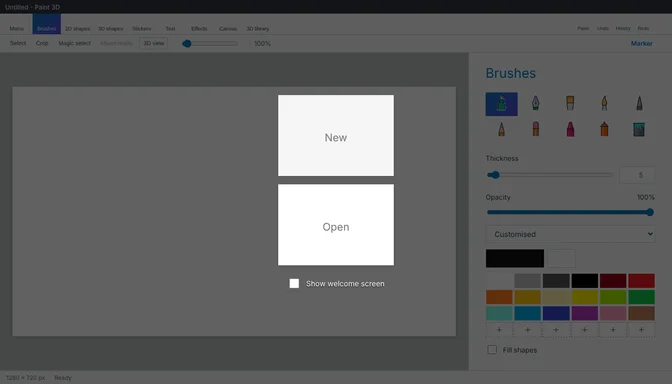 Untitled - Paint 3D
Menu Brushes 2D shapes 3D shapes Stickers Text Effects Canvas 3D library Paste Undo History Redo
Select Crop Magic select Mixed reality 3D view 100% Marker
Brushes
New
Thickness
5
Opacity 100%
Open
Customised
Show welcome screen
+ + + + + +
Fill shapes
1280 × 720 px Ready